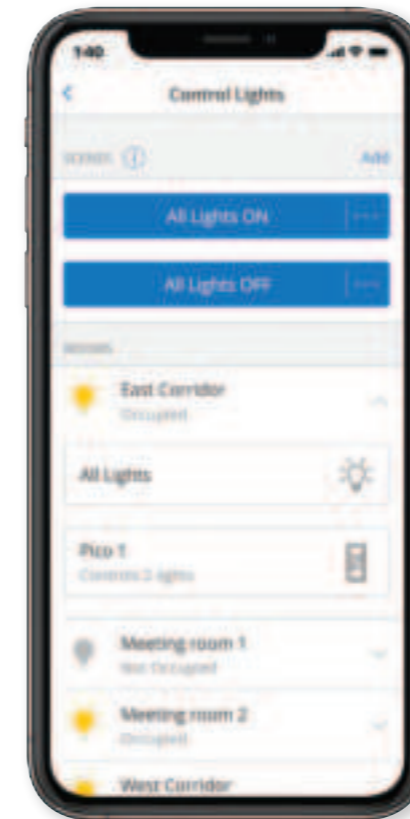 1:40
Control Lights
SCENES Add
All Lights ON
All Lights OFF
East Corridor
Occupied
All Lights
Pico 1
Controls 2 lights
Meeting room 1
Not Occupied
Meeting room 2
Occupied
West Corridor